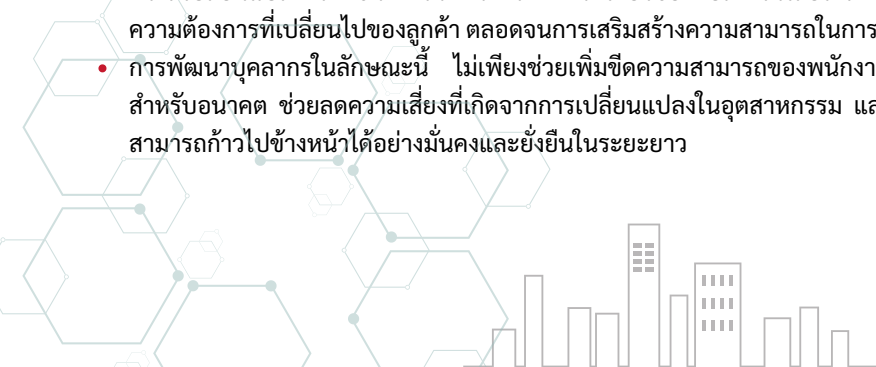 ความต้องการที่เปลี่ยนไปของลูกค้า ตลอดจนการเสริมสร้างความสามารถในการ
• การพัฒนาบุคลากรในลักษณะนี้ ไม่เพียงช่วยเพิ่มขีดความสามารถของพนักงา
สำหรับอนาคต ช่วยลดความเสี่ยงที่เกิดจากการเปลี่ยนแปลงในอุตสาหกรรม แล
สามารถก้าวไปข้างหน้าได้อย่างมั่นคงและยั่งยืนในระยะยาว